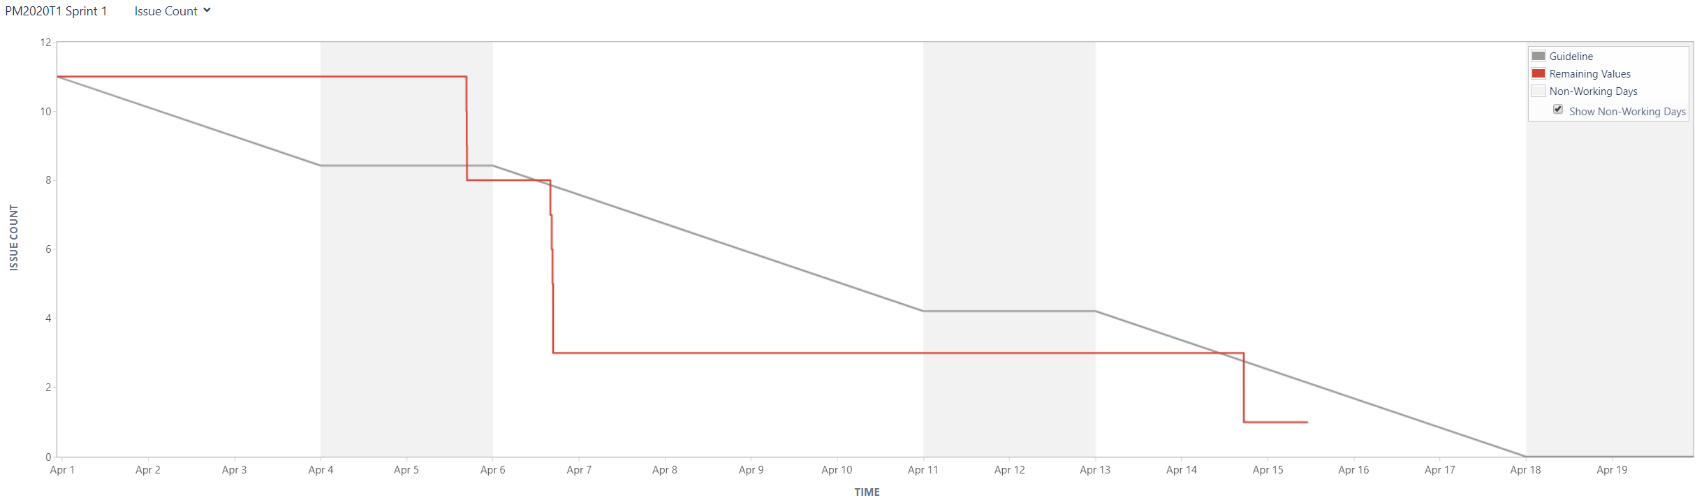 PM2020T1 Sprint 1 Issue Count
12
10
8
6
4
2
0
ISSUE COUNT
Guideline
Remaining Values
Non-Working Days
Show Non-Working Days
Apr 1 Apr 2 Apr 3 Apr 4 Apr 5 Apr 6 Apr 7 Apr 8 Apr 9 Apr 10 Apr 11 Apr 12 Apr 13 Apr 14 Apr 15 Apr 16 Apr 17 Apr 18 Apr 19
TIME